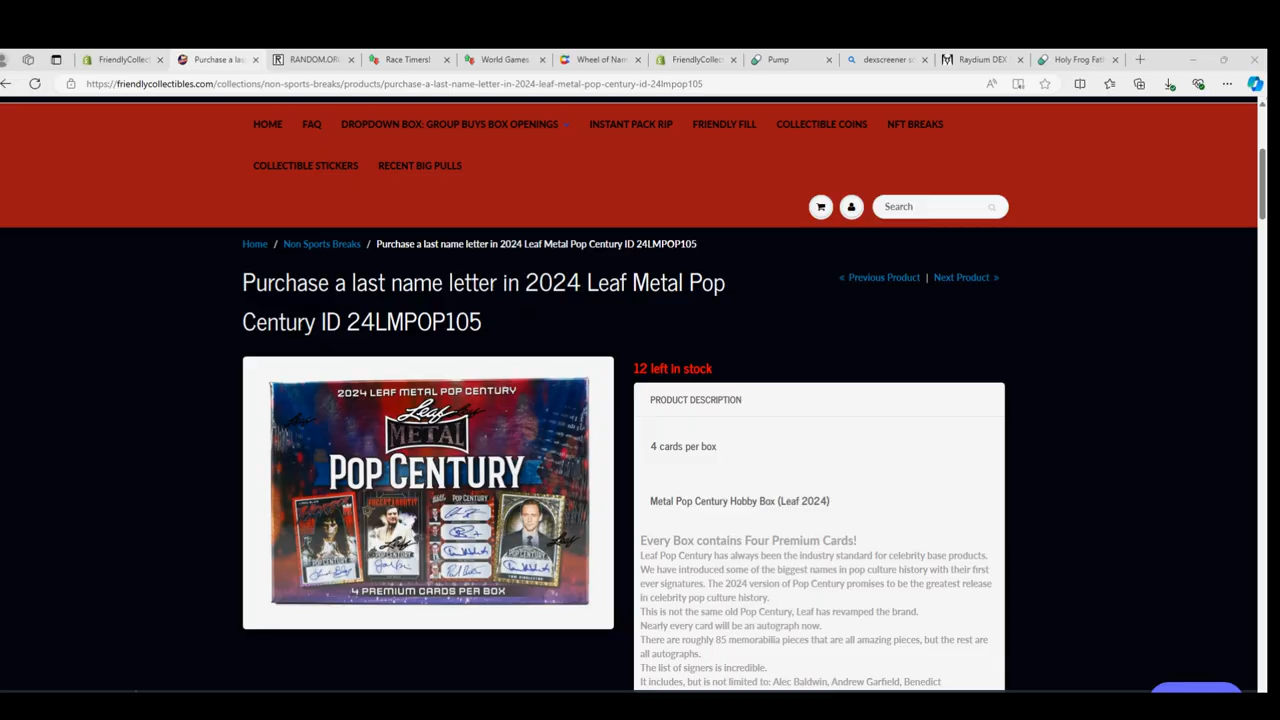 FriendlyCollect
Purchase a las
RANDOM.OR
Race Timers!
World Games
Wheel of Nam
FriendlyCollect
Pump
dexscreener sc
Raydium DEX
Holy Frog Fath
https://friendlycollectibles.com/collections/non-sports-breaks/products/purchase-a-last-name-letter-in-2024-leaf-metal-pop-century-id-24lmpop105
HOME FAQ DROPDOWN BOX: GROUP BUYS BOX OPENINGS INSTANT PACK RIP FRIENDLY FILL COLLECTIBLE COINS NFT BREAKS
COLLECTIBLE STICKERS RECENT BIG PULLS
Search
Home / Non Sports Breaks / Purchase a last name letter in 2024 Leaf Metal Pop Century ID 24LMPOP105
« Previous Product | Next Product »
Purchase a last name letter in 2024 Leaf Metal Pop
Century ID 24LMPOP105
2024 LEAF METAL POP CENTURY
Leaf
METAL
POP CENTURY
4 PREMIUM CARDS PER BOX
12 left in stock
PRODUCT DESCRIPTION
4 cards per box
Metal Pop Century Hobby Box (Leaf 2024)
Every Box contains Four Premium Cards!
Leaf Pop Century has always been the industry standard for celebrity base products.
We have introduced some of the biggest names in pop culture history with their first
ever signatures. The 2024 version of Pop Century promises to be the greatest release
in celebrity pop culture history.
This is not the same old Pop Century, Leaf has revamped the brand.
Nearly every card will be an autograph now.
There are roughly 85 memorabilia pieces that are all amazing pieces, but the rest are
all autographs.
The list of signers is incredible.
It includes, but is not limited to: Alec Baldwin, Andrew Garfield, Benedict